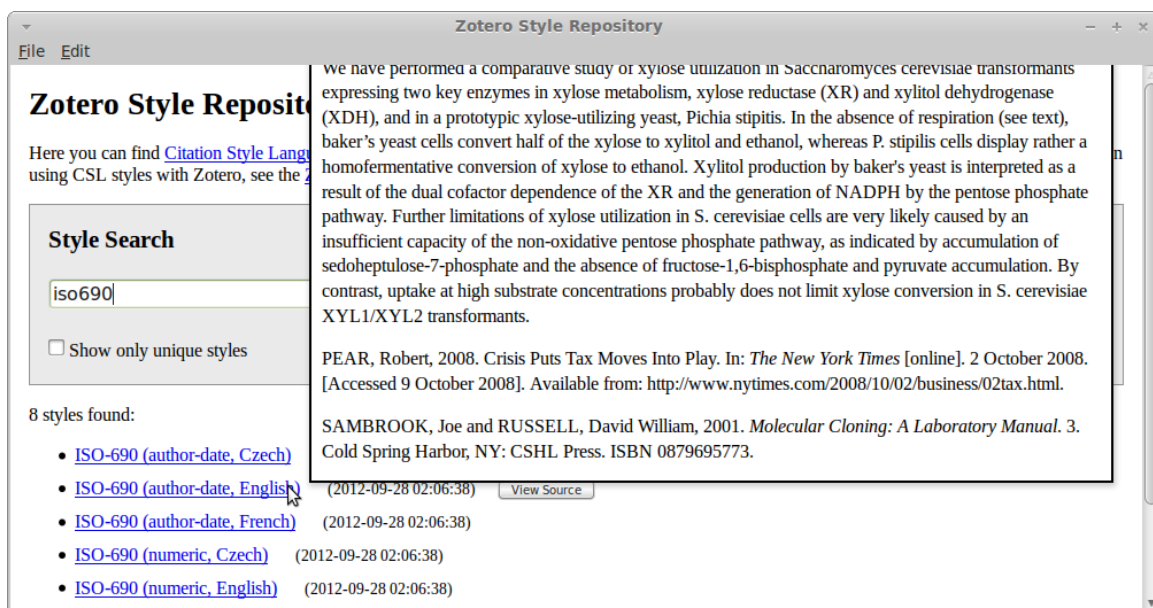 Zotero Style Repository
File Edit
Zotero Style Reposit
Here you can find Citation Style Lang
n
using CSL styles with Zotero, see the
Style Search
iso690
Show only unique styles
8 styles found:
ISO-690 (author-date, Czech)
ISO-690 (author-date, English) (2012-09-28 02:06:38) View Source
ISO-690 (author-date, French) (2012-09-28 02:06:38)
ISO-690 (numeric, Czech) (2012-09-28 02:06:38)
ISO-690 (numeric, English) (2012-09-28 02:06:38)
We have performed a comparative study of xylose utilization in Saccharomyces cerevisiae transformants
expressing two key enzymes in xylose metabolism, xylose reductase (XR) and xylitol dehydrogenase
(XDH), and in a prototypic xylose-utilizing yeast, Pichia stipitis. In the absence of respiration (see text),
baker’s yeast cells convert half of the xylose to xylitol and ethanol, whereas P. stipilis cells display rather a
homofermentative conversion of xylose to ethanol. Xylitol production by baker's yeast is interpreted as a
result of the dual cofactor dependence of the XR and the generation of NADPH by the pentose phosphate
pathway. Further limitations of xylose utilization in S. cerevisiae cells are very likely caused by an
insufficient capacity of the non-oxidative pentose phosphate pathway, as indicated by accumulation of
sedoheptulose-7-phosphate and the absence of fructose-1,6-bisphosphate and pyruvate accumulation. By
contrast, uptake at high substrate concentrations probably does not limit xylose conversion in S. cerevisiae
XYL1/XYL2 transformants.
PEAR, Robert, 2008. Crisis Puts Tax Moves Into Play. In: The New York Times [online]. 2 October 2008.
[Accessed 9 October 2008]. Available from: http://www.nytimes.com/2008/10/02/business/02tax.html.
SAMBROOK, Joe and RUSSELL, David William, 2001. Molecular Cloning: A Laboratory Manual. 3.
Cold Spring Harbor, NY: CSHL Press. ISBN 0879695773.